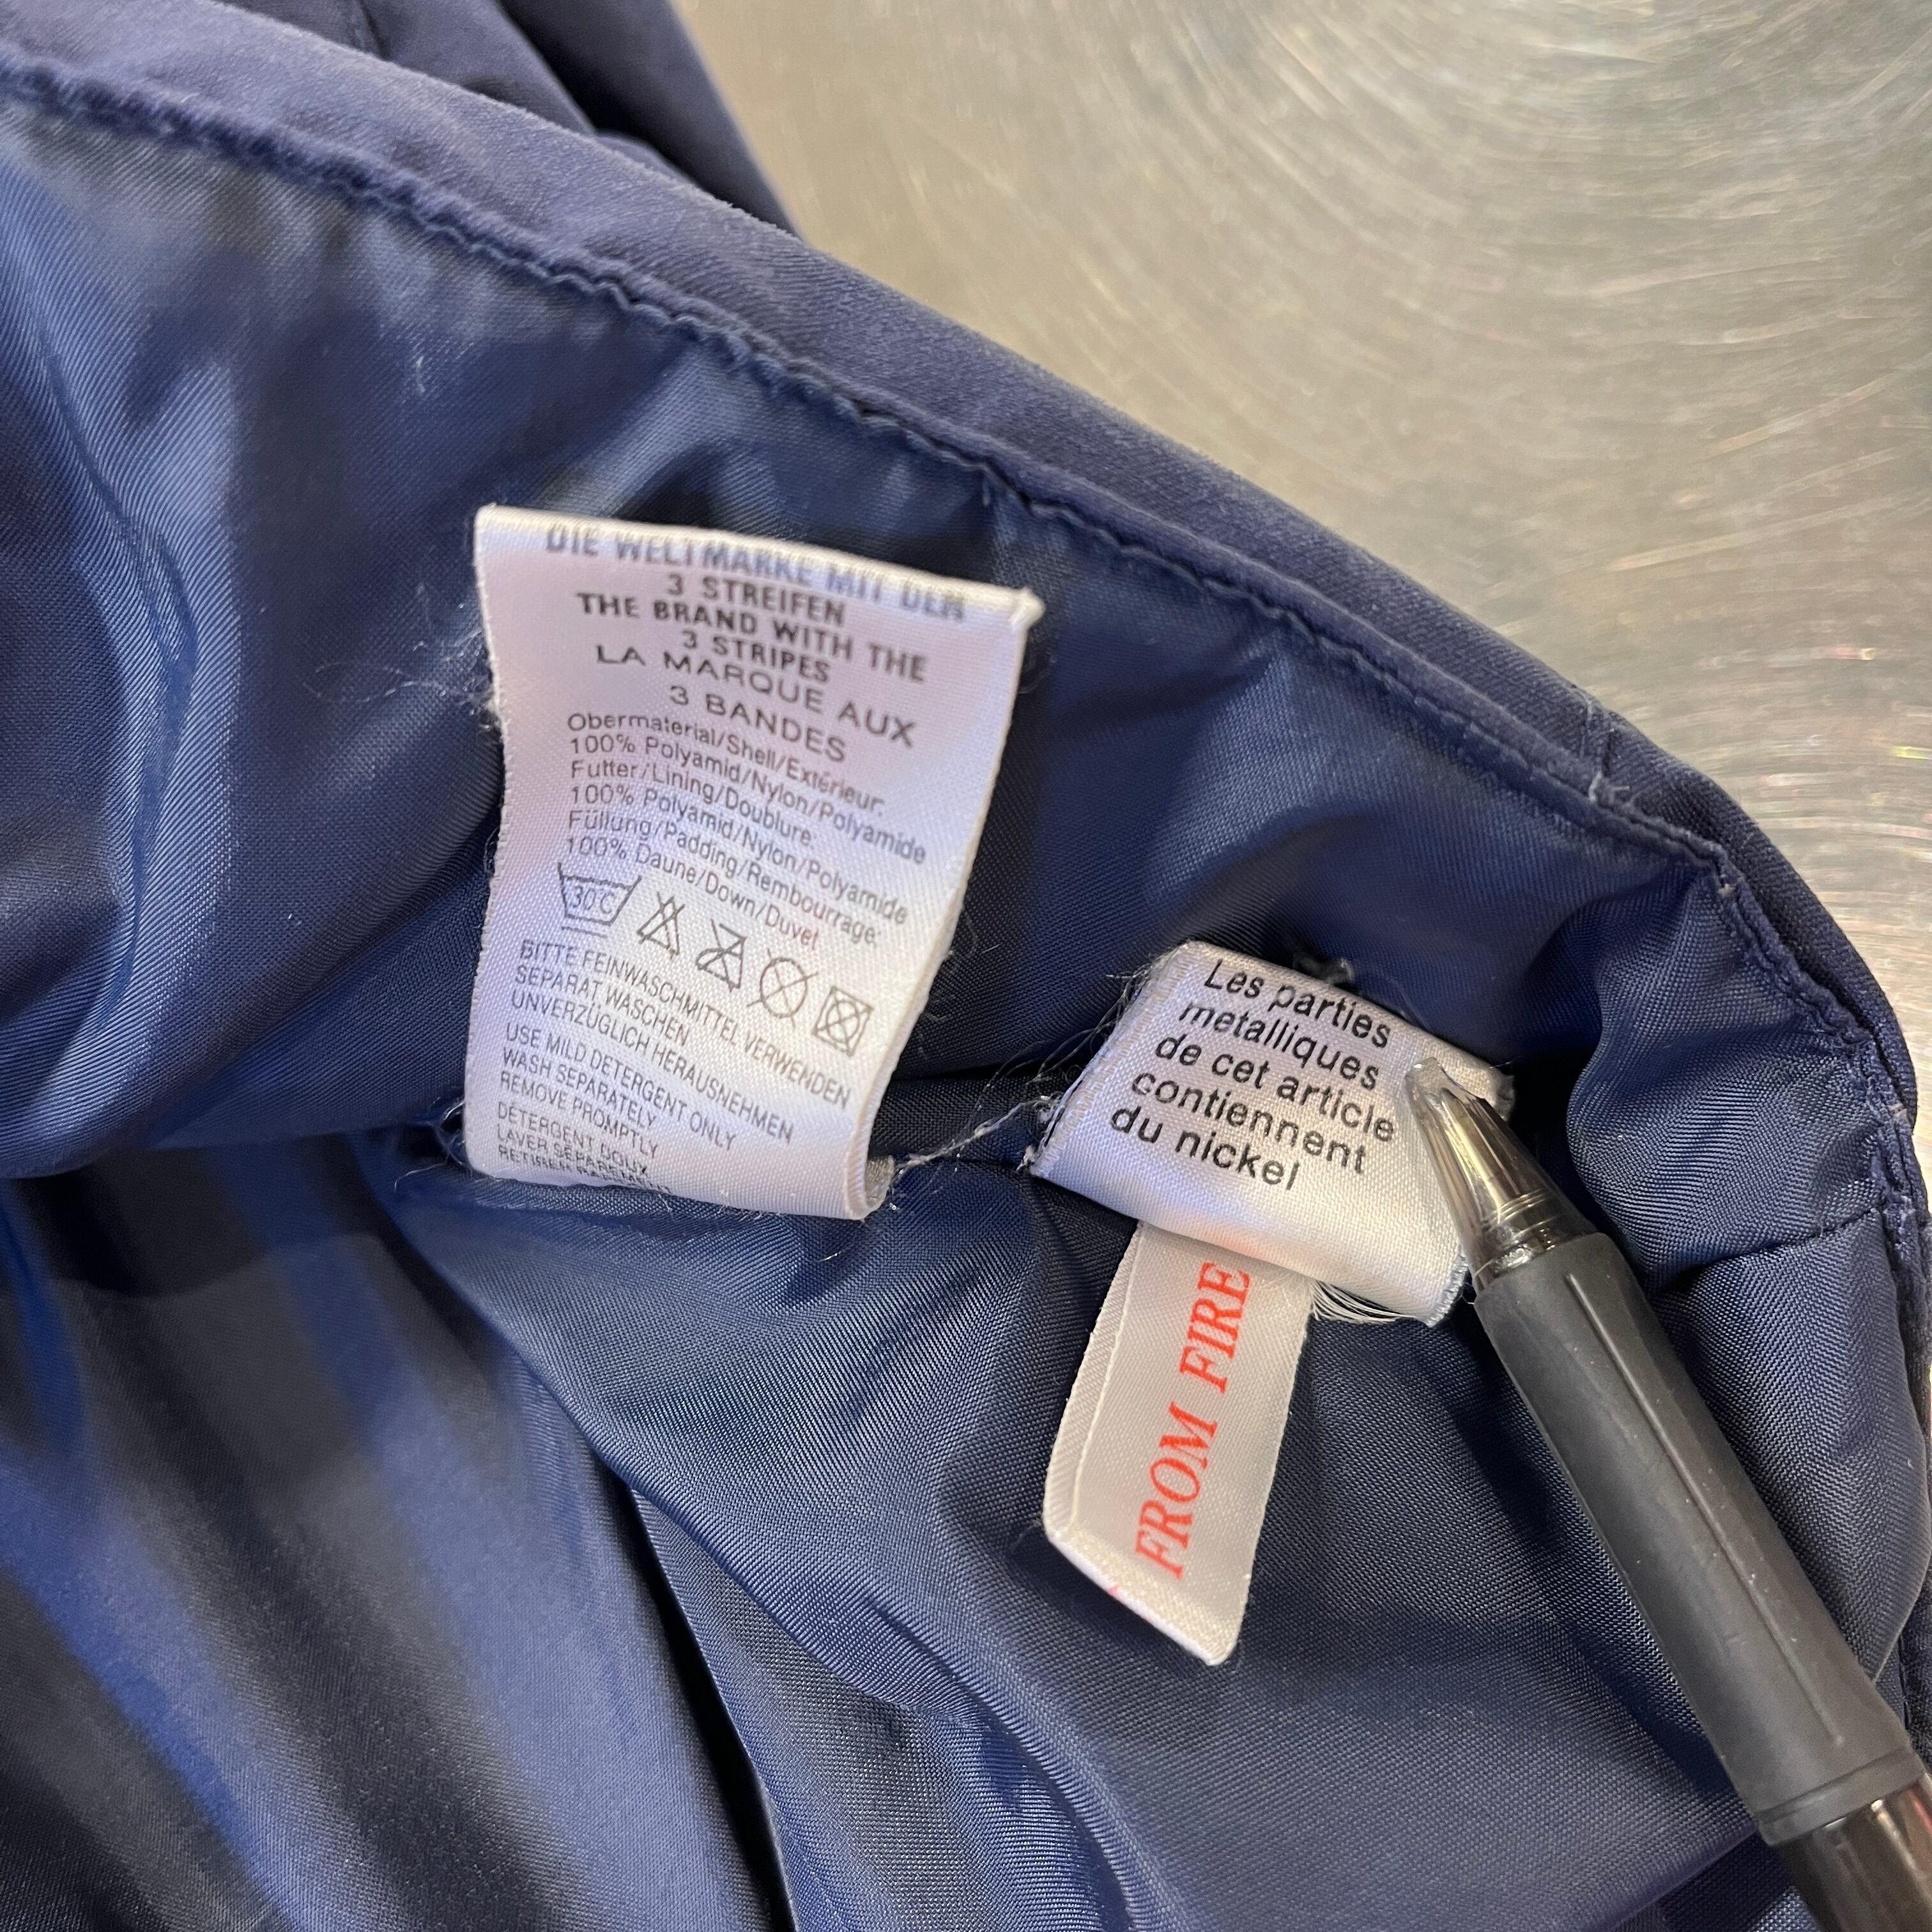 DIE WELTMARKE MIT DEN
3 STREIFEN
THE BRAND WITH THE
3 STRIPES
LA MARQUE AUX
3 BANDES
Obermaterial/Shell/Extérieur:
100% Polyamid/Nylon/Polyamide
Futter/Lining/Doublure:
100% Polyamid/Nylon/Polyamide
Füllung/Padding/Rembourrage:
100% Daune/Down/Duvet
30°C
BITTE FEINWASCHMITTEL VERWENDEN
SEPARAT WASCHEN
UNVERZÜGLICH HERAUSNEHMEN
USE MILD DETERGENT ONLY
WASH SEPARATELY
REMOVE PROMPTLY
DÉTERGENT DOUX
LAVER SÉPARÉMENT
RETIRER
Les parties
métalliques
de cet article
contiennent
du nickel
FROM FIRE